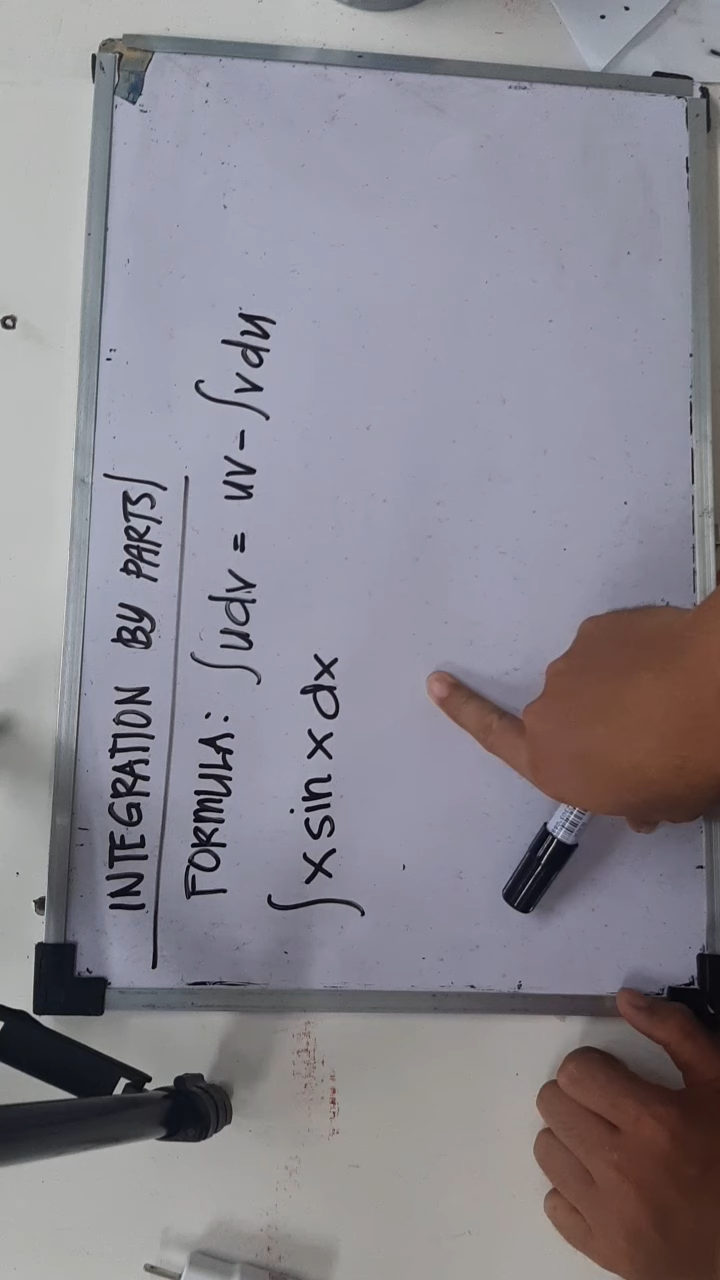 INTEGRATION BY PARTS
FORMULA: ∫udv = uv - ∫vdu
∫x sin x dx